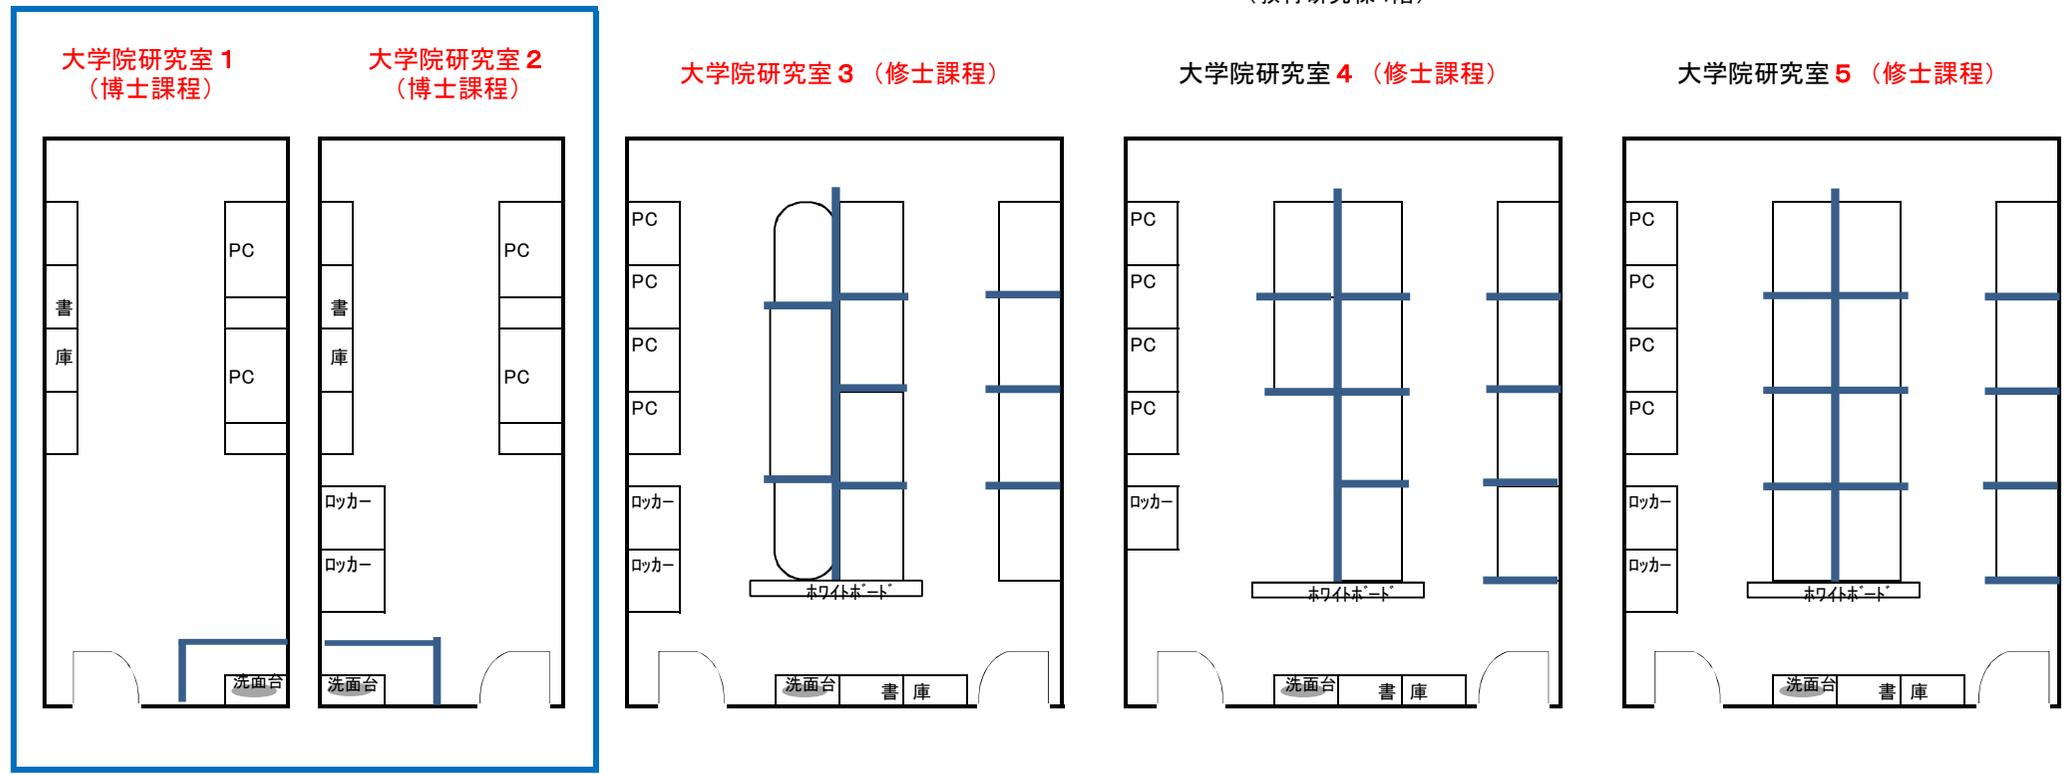 大学院研究室１
（博士課程）
大学院研究室２
（博士課程）
大学院研究室３（修士課程）
大学院研究室４（修士課程）
大学院研究室５（修士課程）
PC
書
庫
PC
洗面台
PC
書
庫
PC
ロッカー
ロッカー
洗面台
PC
PC
PC
PC
ロッカー
ロッカー
ホワイトボード
洗面台
書 庫
PC
PC
PC
PC
ロッカー
ホワイトボード
洗面台
書 庫
PC
PC
PC
PC
ロッカー
ロッカー
ホワイトボード
洗面台
書 庫